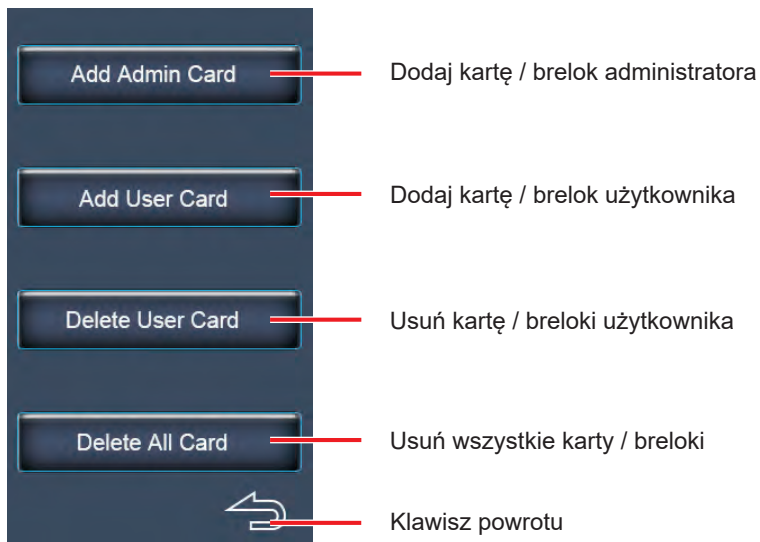 Add Admin Card Dodaj kartę / brelok administratora
Add User Card Dodaj kartę / brelok użytkownika
Delete User Card Usuń kartę / breloki użytkownika
Delete All Card Usuń wszystkie karty / breloki
Klawisz powrotu